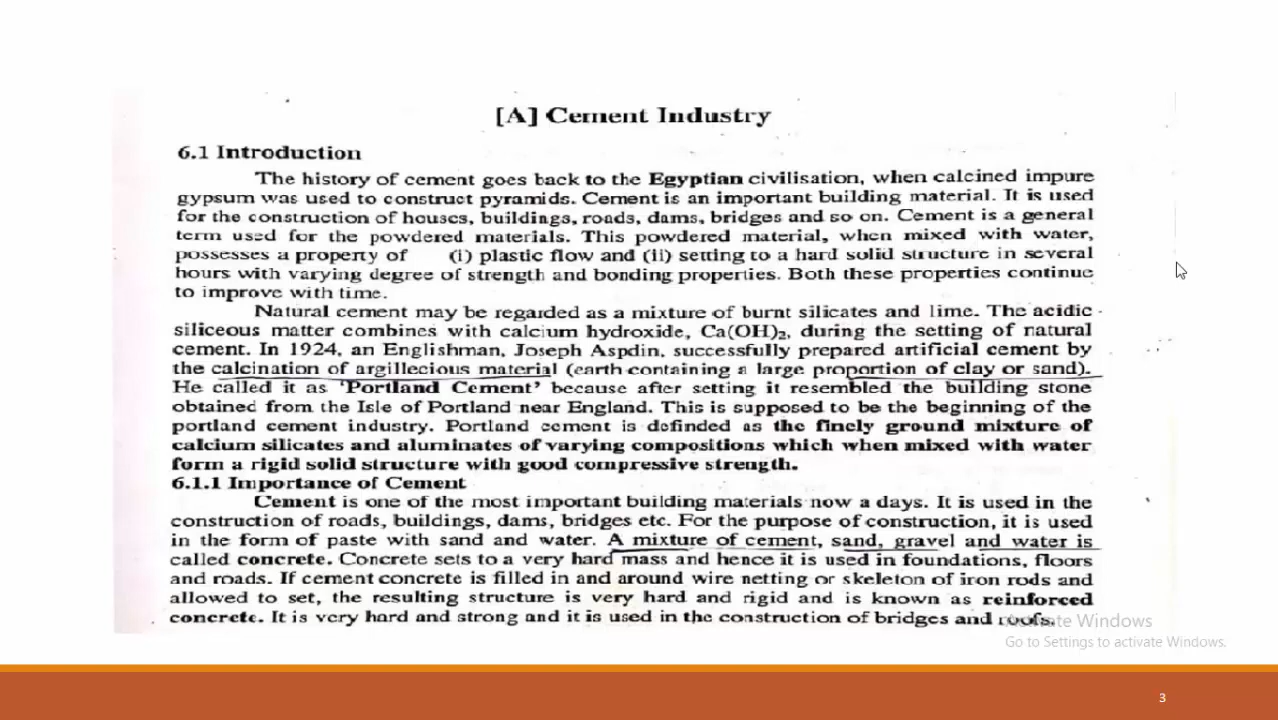 [A] Cement Industry
6.1 Introduction
The history of cement goes back to the Egyptian civilisation, when calcined impure
gypsum was used to construct pyramids. Cement is an important building material. It is used
for the construction of houses, buildings, roads, dams, bridges and so on. Cement is a general
term used for the powdered materials. This powdered material, when mixed with water,
possesses a property of (i) plastic flow and (ii) setting to a hard solid structure in several
hours with varying degree of strength and bonding properties. Both these properties continue
to improve with time.
Natural cement may be regarded as a mixture of burnt silicates and lime. The acidic
siliceous matter combines with calcium hydroxide, Ca(OH)₂, during the setting of natural
cement. In 1924, an Englishman, Joseph Aspdin, successfully prepared artificial cement by
the calcination of argillecious material (earth containing a large proportion of clay or sand).
He called it as 'Portland Cement' because after setting it resembled the building stone
obtained from the Isle of Portland near England. This is supposed to be the beginning of the
portland cement industry. Portland cement is definded as the finely ground mixture of
calcium silicates and aluminates of varying compositions which when mixed with water
form a rigid solid structure with good compressive strength.
6.1.1 Importance of Cement
Cement is one of the most important building materials now a days. It is used in the
construction of roads, buildings, dams, bridges etc. For the purpose of construction, it is used
in the form of paste with sand and water. A mixture of cement, sand, gravel and water is
called concrete. Concrete sets to a very hard mass and hence it is used in foundations, floors
and roads. If cement concrete is filled in and around wire netting or skeleton of iron rods and
allowed to set, the resulting structure is very hard and rigid and is known as reinforced
concrete. It is very hard and strong and it is used in the construction of bridges and roofs.
Activate Windows
Go to Settings to activate Windows.
3